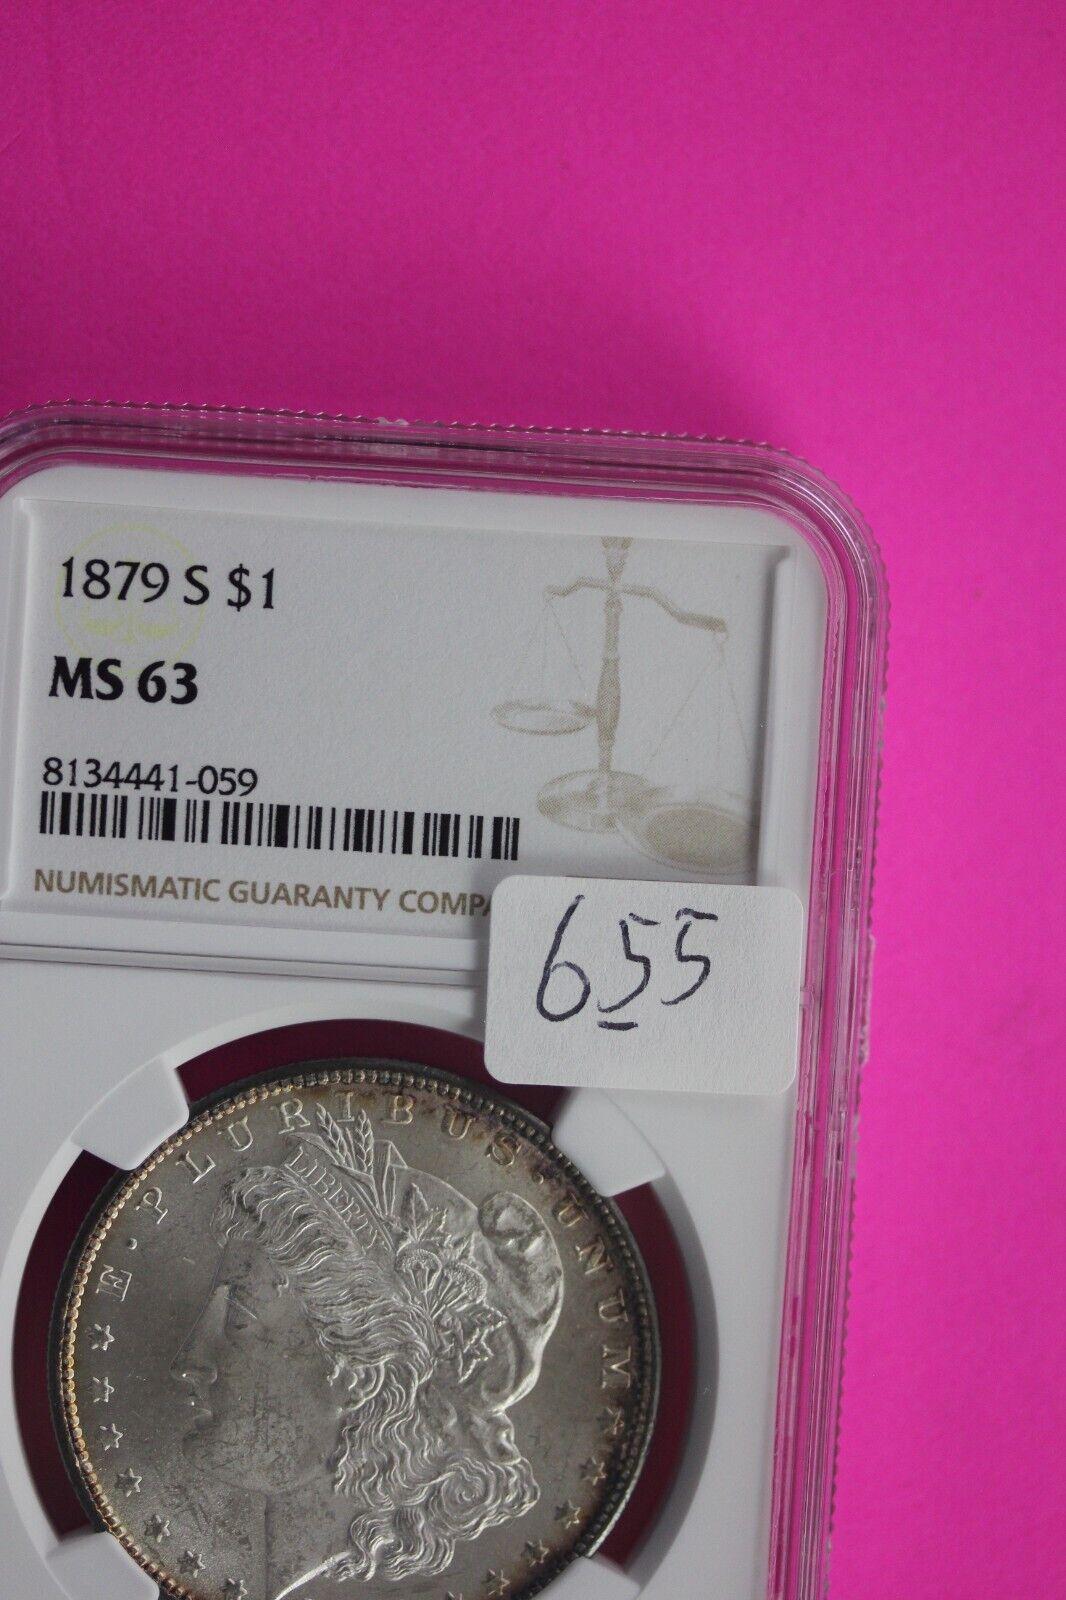 1879 S $1
MS 63
8134441-059
NUMISMATIC GUARANTY COMPA
655
E · PLURIBUS · UNUM
LIBERTY